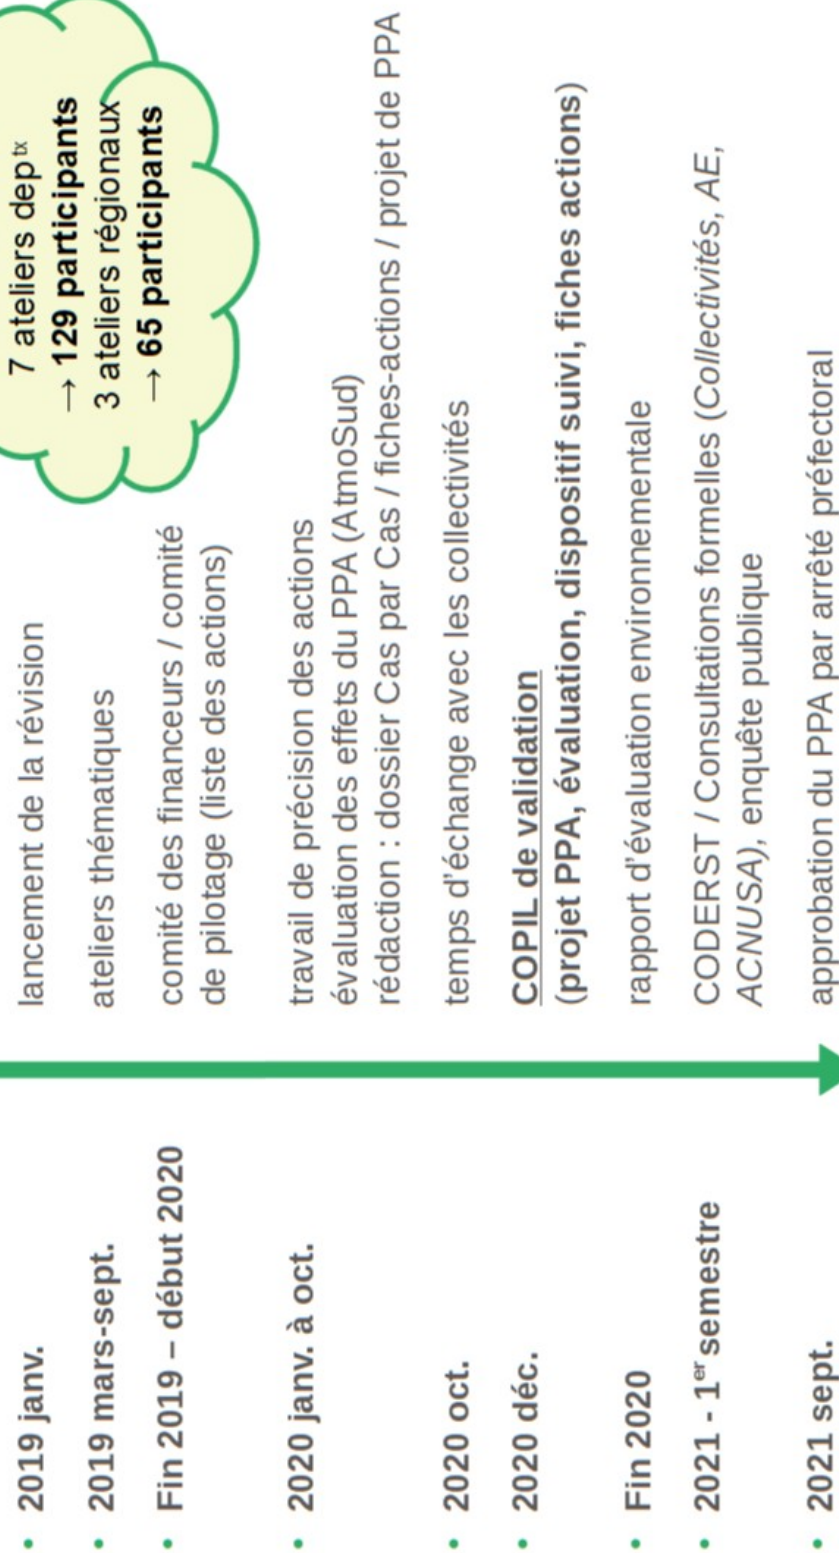 • 2019 janv.
lancement de la révision
• 2019 mars-sept.
ateliers thématiques
7 ateliers dep tx
→ 129 participants
3 ateliers régionaux
→ 65 participants
• Fin 2019 – début 2020
comité des financeurs / comité
de pilotage (liste des actions)
• 2020 janv. à oct.
travail de précision des actions
évaluation des effets du PPA (AtmoSud)
rédaction : dossier Cas par Cas / fiches-actions / projet de PPA
• 2020 oct.
temps d'échange avec les collectivités
• 2020 déc.
COPIL de validation
(projet PPA, évaluation, dispositif suivi, fiches actions)
• Fin 2020
rapport d'évaluation environnementale
• 2021 - 1er semestre
CODERST / Consultations formelles (Collectivités, AE,
ACNUSA), enquête publique
• 2021 sept.
approbation du PPA par arrêté préfectoral